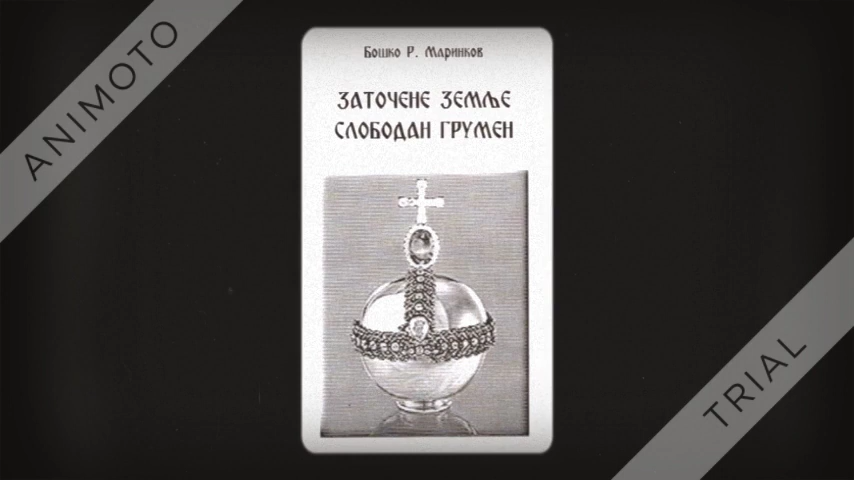 ANIMOTO
Бошко Р. Маринков
ЗАТОЧЕНЕ ЗЕМЉЕ
СЛОБОДАН ГРУМЕН
TRIAL